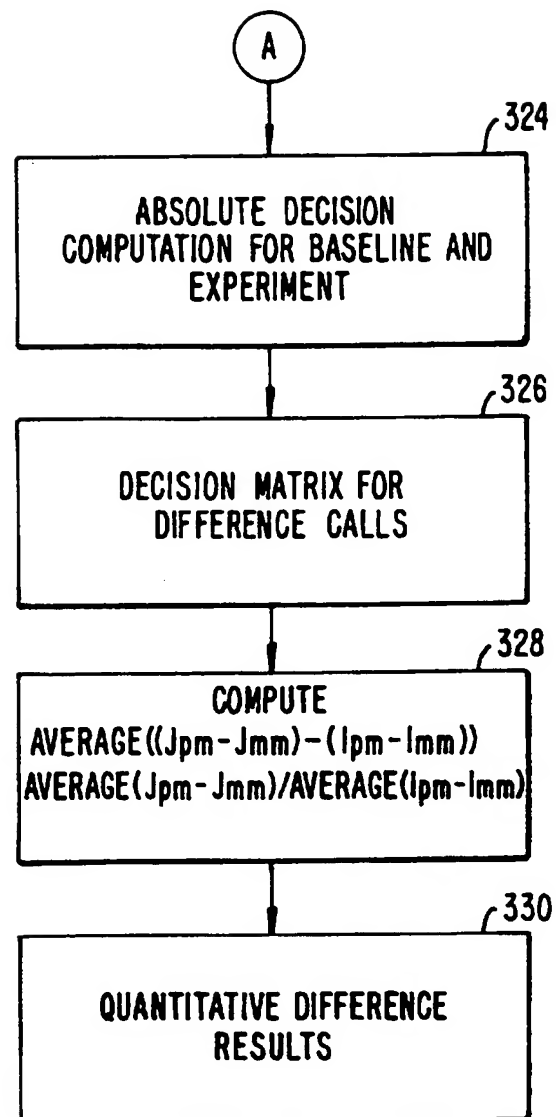 A
324
ABSOLUTE DECISION
COMPUTATION FOR BASELINE AND
EXPERIMENT
326
DECISION MATRIX FOR
DIFFERENCE CALLS
328
COMPUTE
AVERAGE((Jpm-Jmm)-(Ipm-Imm))
AVERAGE(Jpm-Jmm)/AVERAGE(Ipm-Imm)
330
QUANTITATIVE DIFFERENCE
RESULTS